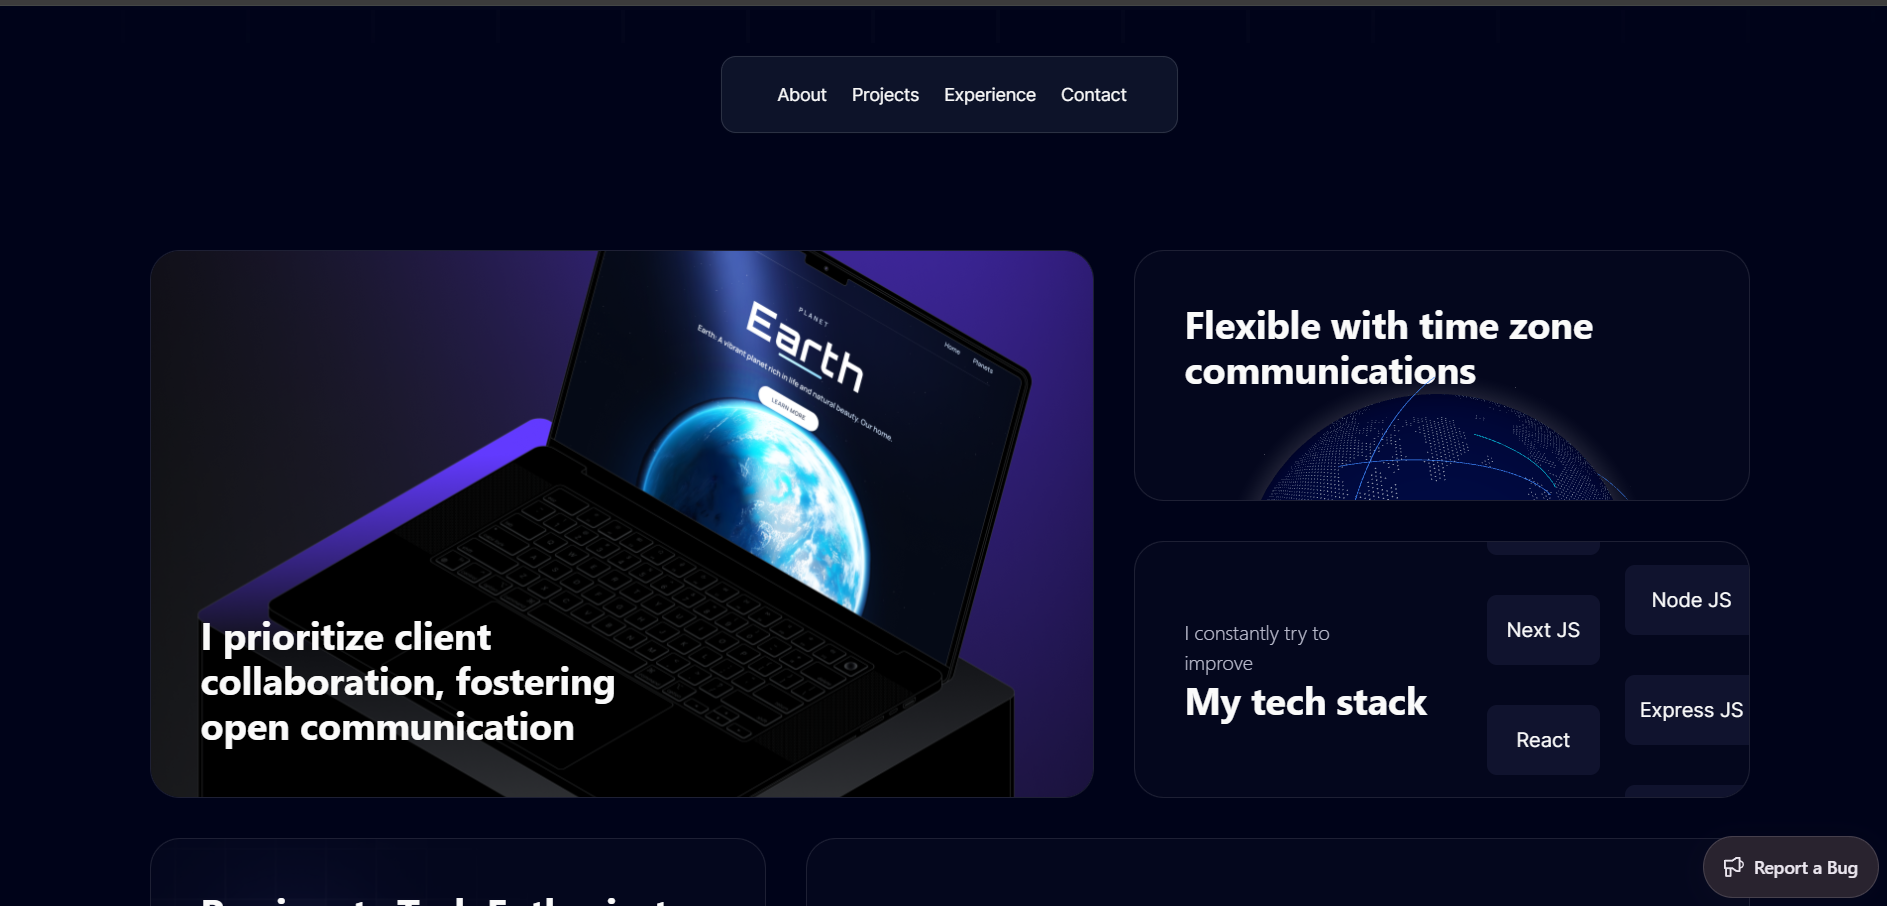 About Projects Experience Contact
PLANET
Earth
Earth: A vibrant planet rich in life and natural beauty. Our home.
LEARN MORE
Home Planets
I prioritize client
collaboration, fostering
open communication
Flexible with time zone
communications
I constantly try to
improve
My tech stack
Next JS
React
Node JS
Express JS
Report a Bug